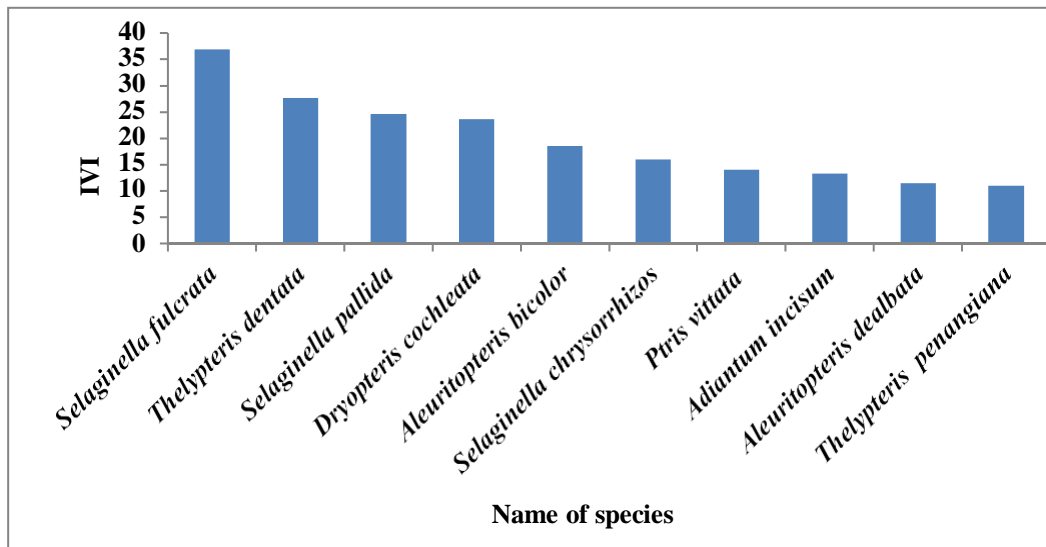 40
35
30
25
20
15
10
5
0
IVI
Selaginella fulcrata
Thelypteris dentata
Selaginella pallida
Dryopteris cochleata
Aleuritopteris bicolor
Selaginella chrysorrhizos
Ptris vittata
Adiantum incisum
Aleuritopteris dealbata
Thelypteris penangiana
Name of species